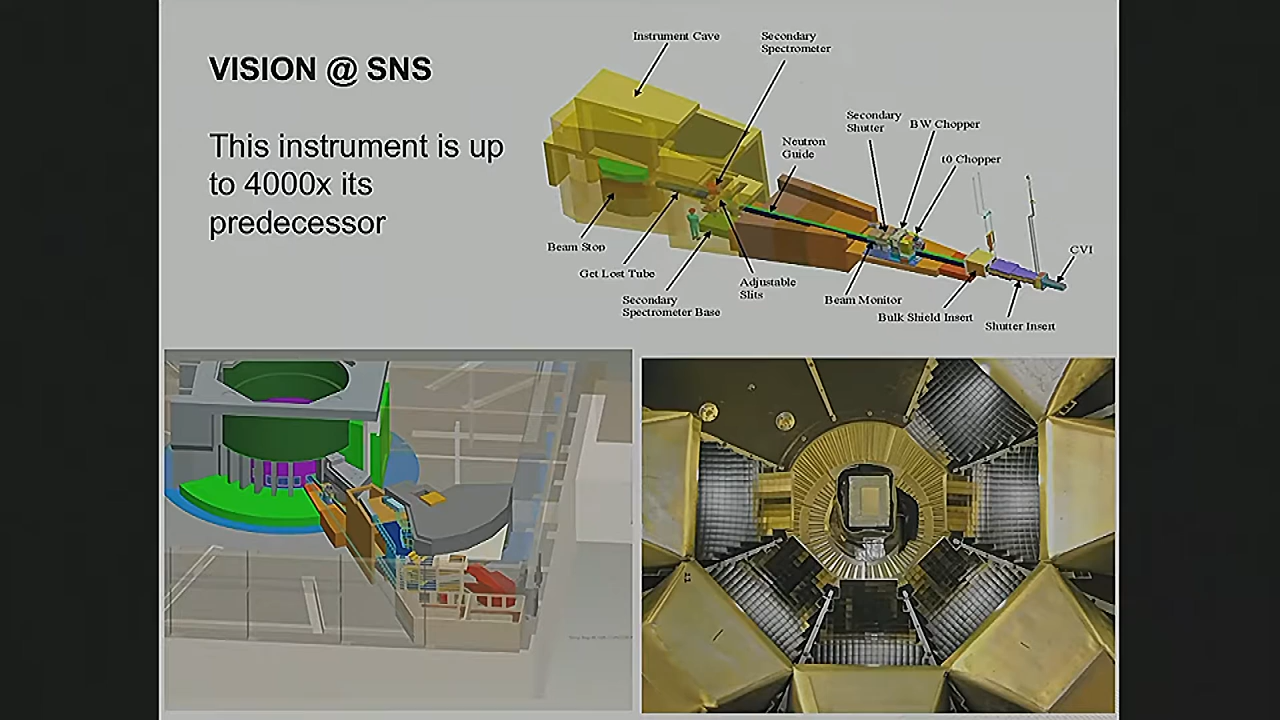 VISION @ SNS
This instrument is up
to 4000x its
predecessor
Instrument Cave
Secondary
Spectrometer
Neutron
Guide
Secondary
Shutter
BW Chopper
t0 Chopper
CVI
Beam Stop
Get Lost Tube
Secondary
Spectrometer Base
Adjustable
Slits
Beam Monitor
Bulk Shield Insert
Shutter Insert